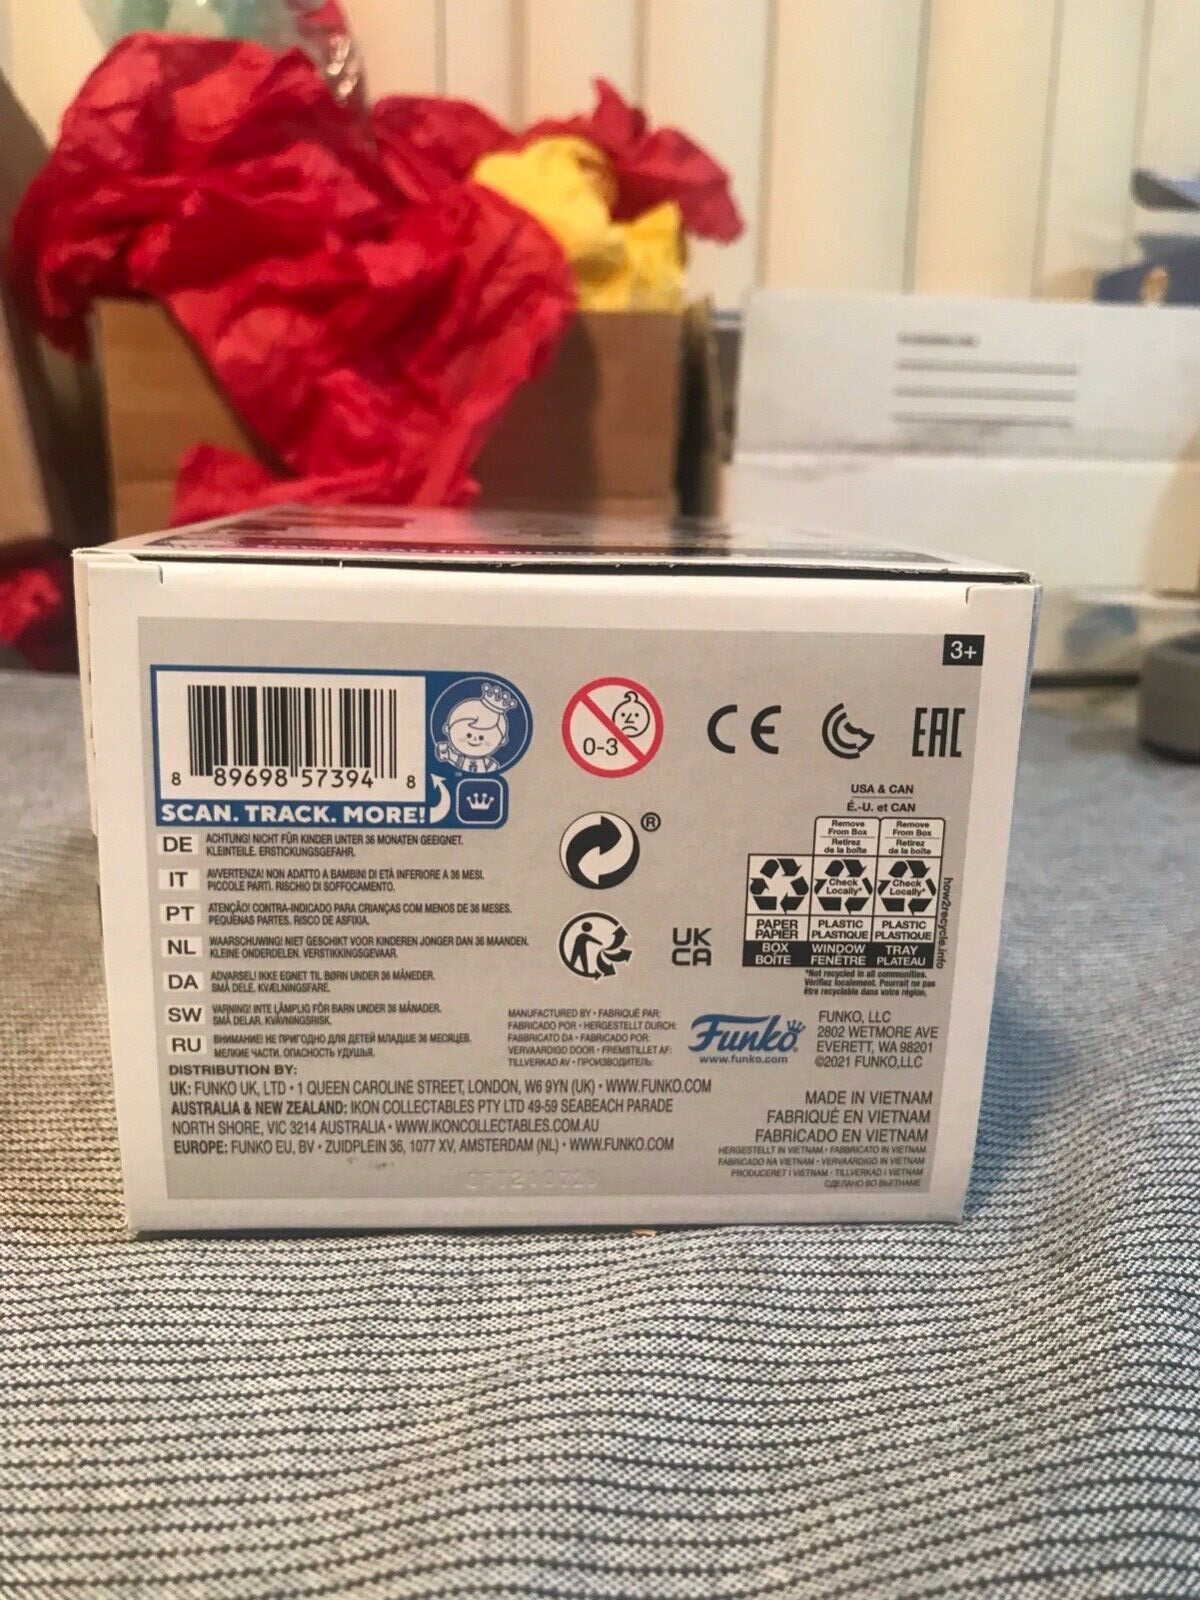 3+
8 89698 57394 8
SCAN. TRACK. MORE!
0-3
CE
EAC
DE ACHTUNG! NICHT FÜR KINDER UNTER 36 MONATEN GEEIGNET.
KLEINTEILE. ERSTICKUNGSGEFAHR.
IT AVVERTENZA! NON ADATTO A BAMBINI DI ETÀ INFERIORE A 36 MESI.
PICCOLE PARTI. RISCHIO DI SOFFOCAMENTO.
PT ATENÇÃO! CONTRA-INDICADO PARA CRIANÇAS COM MENOS DE 36 MESES.
PEQUENAS PARTES. RISCO DE ASFIXIA.
NL WAARSCHUWING! NIET GESCHIKT VOOR KINDEREN JONGER DAN 36 MAANDEN.
KLEINE ONDERDELEN. VERSTIKKINGSGEVAAR.
DA ADVARSEL! IKKE EGNET TIL BØRN UNDER 36 MÅNEDER.
SMÅ DELE. KVÆLNINGSFARE.
SW VARNING! INTE LÄMPLIG FÖR BARN UNDER 36 MÅNADER.
SMÅ DELAR. KVÄVNINGSRISK.
RU ВНИМАНИЕ! НЕ ПРИГОДНО ДЛЯ ДЕТЕЙ МЛАДШЕ 36 МЕСЯЦЕВ.
МЕЛКИЕ ЧАСТИ. ОПАСНОСТЬ УДУШЬЯ.
®
UK
CA
USA & CAN
É.-U. et CAN
Remove From Box Retirez de la boîte
Remove From Box Retirez de la boîte
Check Locally*
Check Locally*
PAPER PAPIER
PLASTIC PLASTIQUE
PLASTIC PLASTIQUE
BOX BOÎTE
WINDOW FENÊTRE
TRAY PLATEAU
how2recycle.info
*Not recycled in all communities.
Vérifiez localement. Pourrait ne pas
être recyclable dans votre région.
MANUFACTURED BY • FABRIQUÉ PAR:
FABRICADO POR • HERGESTELLT DURCH:
FABBRICATO DA • FABRICADO POR:
VERVAARDIGD DOOR • FREMSTILLET AF:
TILLVERKAD AV • ПРОИЗВОДИТЕЛЬ:
Funko
www.funko.com
FUNKO, LLC
2802 WETMORE AVE
EVERETT, WA 98201
©2021 FUNKO,LLC
DISTRIBUTION BY:
UK: FUNKO UK, LTD • 1 QUEEN CAROLINE STREET, LONDON, W6 9YN (UK) • WWW.FUNKO.COM
AUSTRALIA & NEW ZEALAND: IKON COLLECTABLES PTY LTD 49-59 SEABEACH PARADE
NORTH SHORE, VIC 3214 AUSTRALIA • WWW.IKONCOLLECTABLES.COM.AU
EUROPE: FUNKO EU, BV • ZUIDPLEIN 36, 1077 XV, AMSTERDAM (NL) • WWW.FUNKO.COM
MADE IN VIETNAM
FABRIQUÉ EN VIETNAM
FABRICADO EN VIETNAM
HERGESTELLT IN VIETNAM • FABBRICATO IN VIETNAM
FABRICADO NA VIETNAM • VERVAARDIGD IN VIETNAM
PRODUCERET I VIETNAM • TILLVERKAD I VIETNAM
СДЕЛАНО ВО ВЬЕТНАМЕ